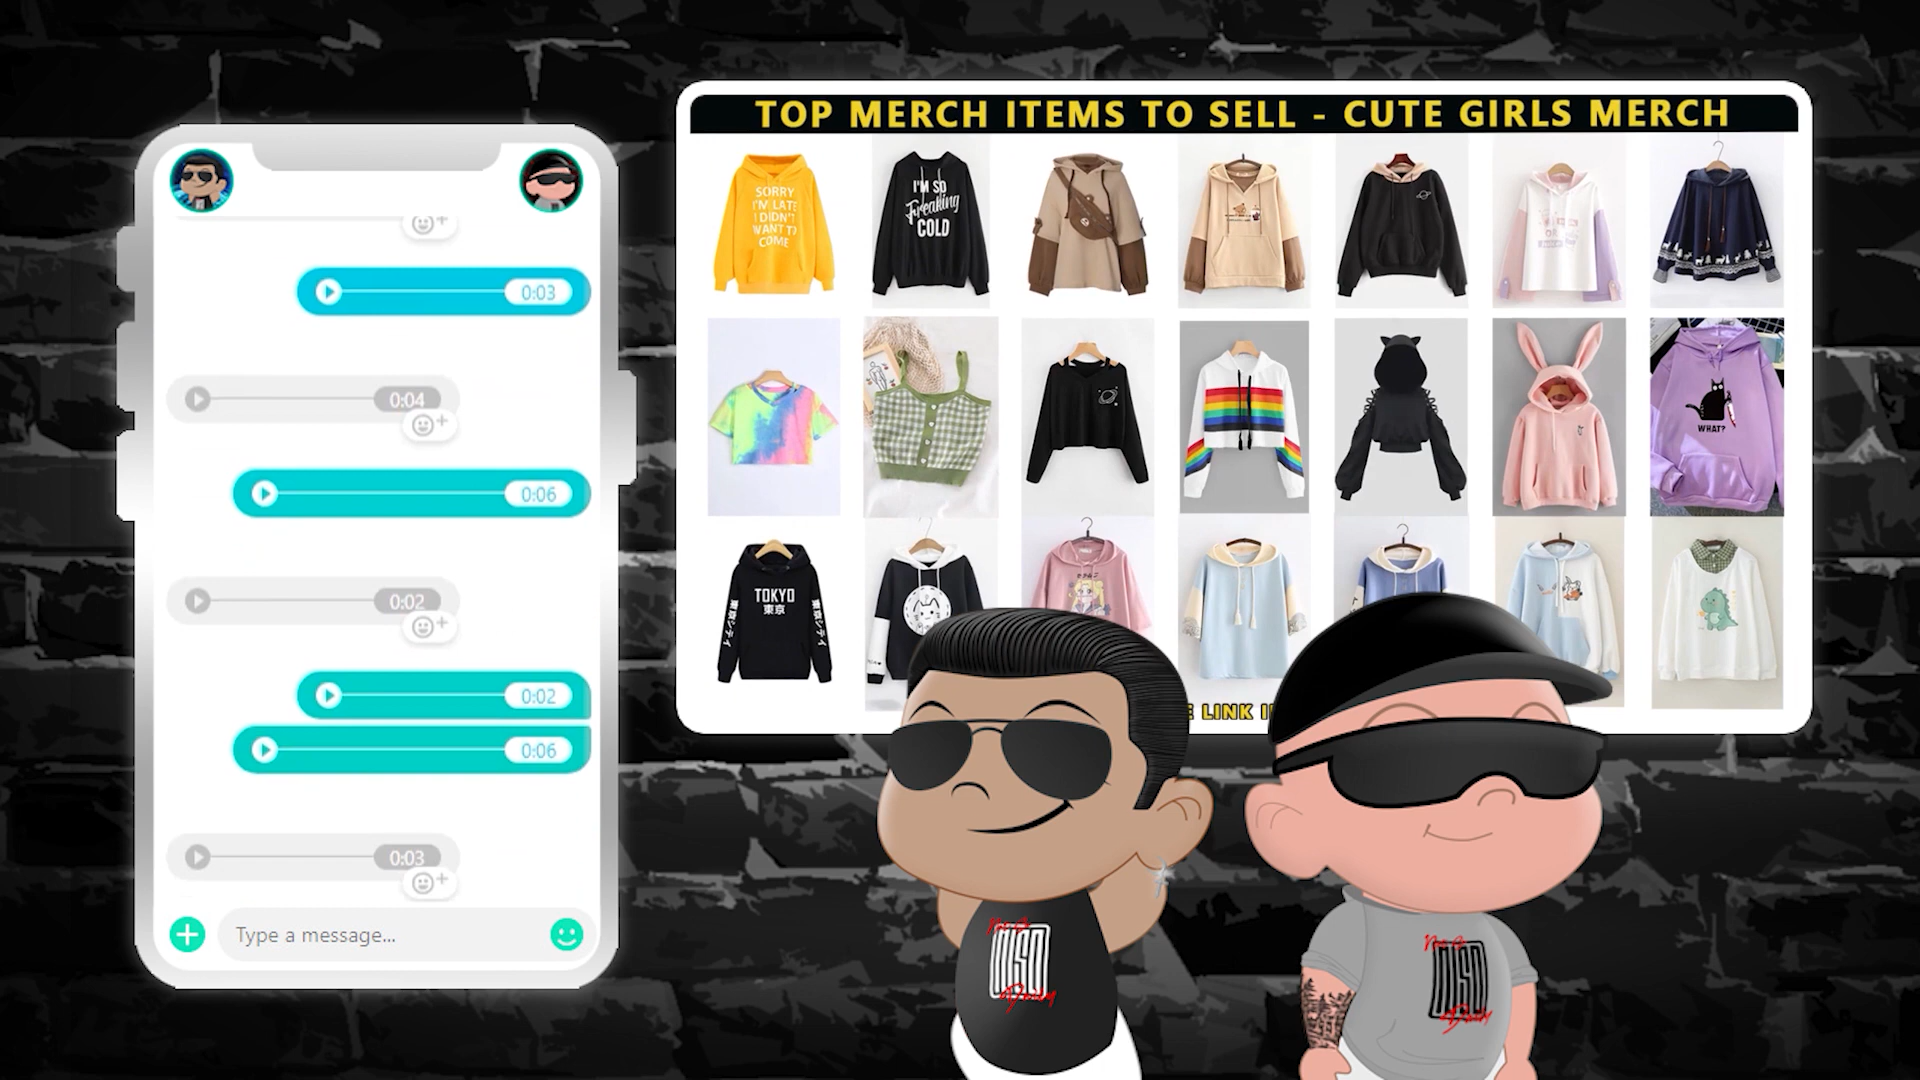 TOP MERCH ITEMS TO SELL - CUTE GIRLS MERCH
SORRY
I'M LATE
I DIDN'T
WANT TO
COME
I'M SO
Freaking
COLD
WHAT?
TOKYO
東京
LINK
0:03
0:04
0:06
0:02
0:02
0:06
0:03
Type a message...